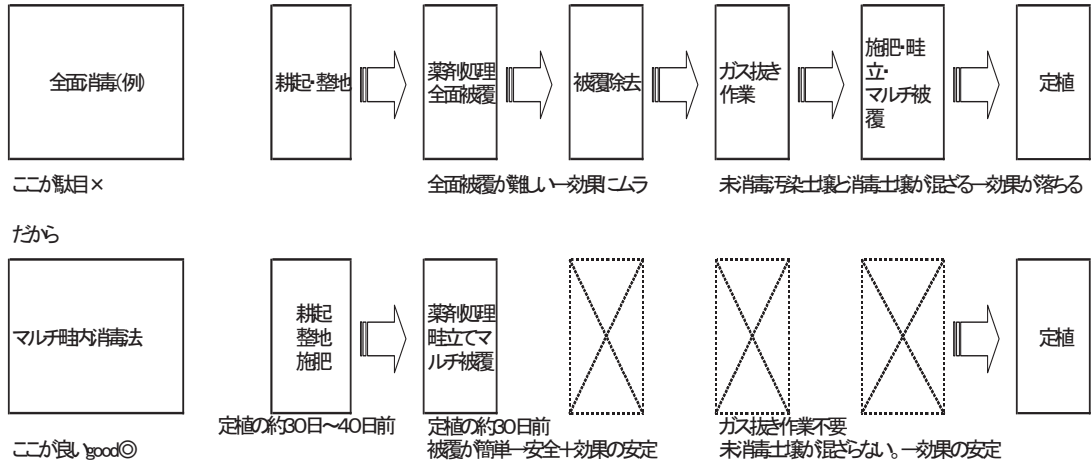 全面消毒(例)
耕起・整地
薬剤処理
全面被覆
被覆除去
ガス抜き
作業
施肥・畦
立・
マルチ被
覆
定植
ここが駄目×
全面被覆が難しい→効果にムラ
未消毒汚染土壌と消毒土壌が混ざる→効果が落ちる
だから
マルチ畦内消毒法
耕起
整地
施肥
薬剤処理
畦立てマ
ルチ被覆
定植
定植の約30日~40日前
定植の約30日前
ガス抜き作業不要
ここが良いgood◎
被覆が簡単→安全+効果の安定
未消毒土壌が混ざらない。→効果の安定